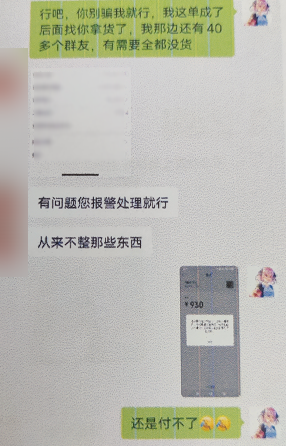 行吧，你别骗我就行，我这单成了
后面找你拿货了，我那边还有 40
多个群友，有需要全都没货
有问题您报警处理就行
从来不整那些东西
¥ 930
还是付不了